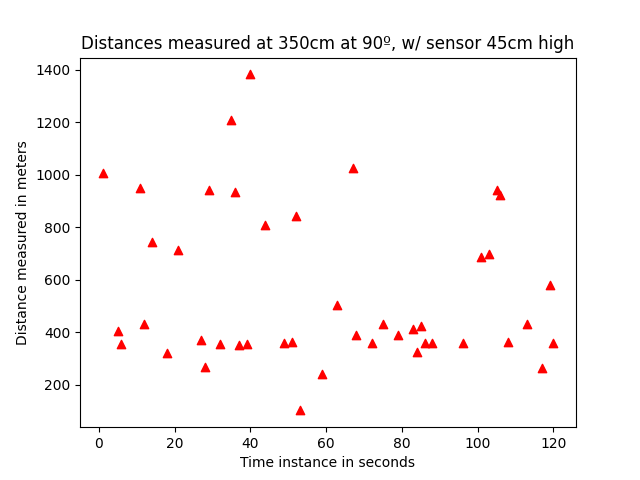 Distances measured at 350cm at 90º, w/ sensor 45cm high
1400
1200
1000
800
600
400
200
Distance measured in meters
0 20 40 60 80 100 120
Time instance in seconds